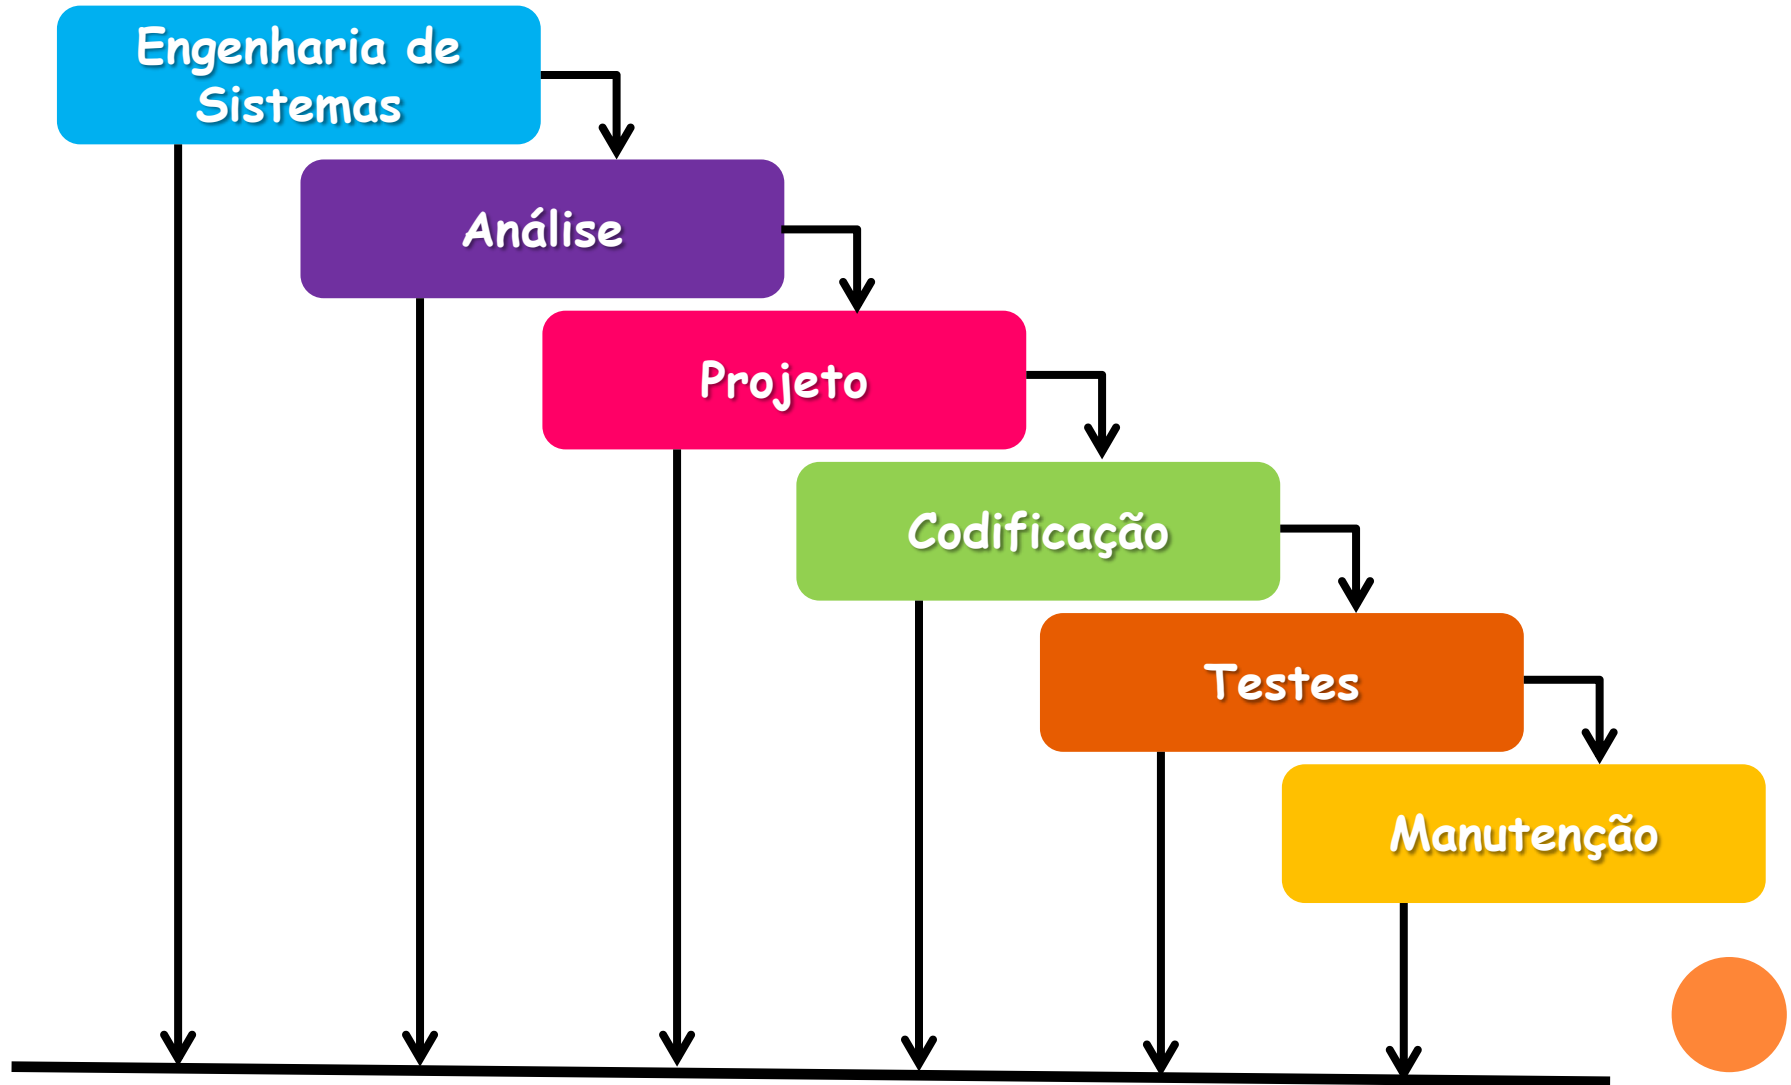 Engenharia de
Sistemas
Análise
Projeto
Codificação
Testes
Manutenção